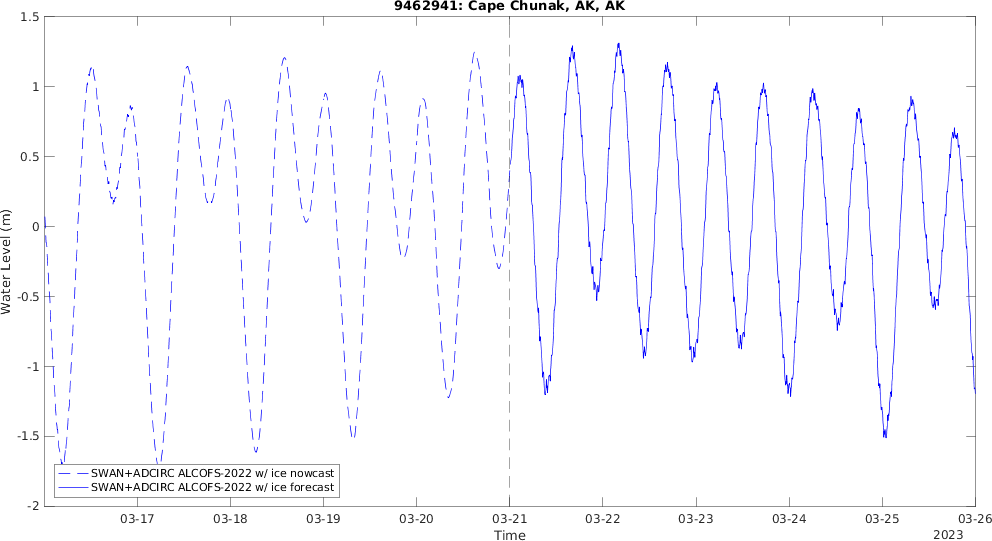 9462941: Cape Chunak, AK, AK
Water Level (m)
1.5
1
0.5
0
-0.5
-1
-1.5
-2
SWAN+ADCIRC ALCOFS-2022 w/ ice nowcast
SWAN+ADCIRC ALCOFS-2022 w/ ice forecast
03-17 03-18 03-19 03-20 03-21 03-22 03-23 03-24 03-25 03-26
Time
2023